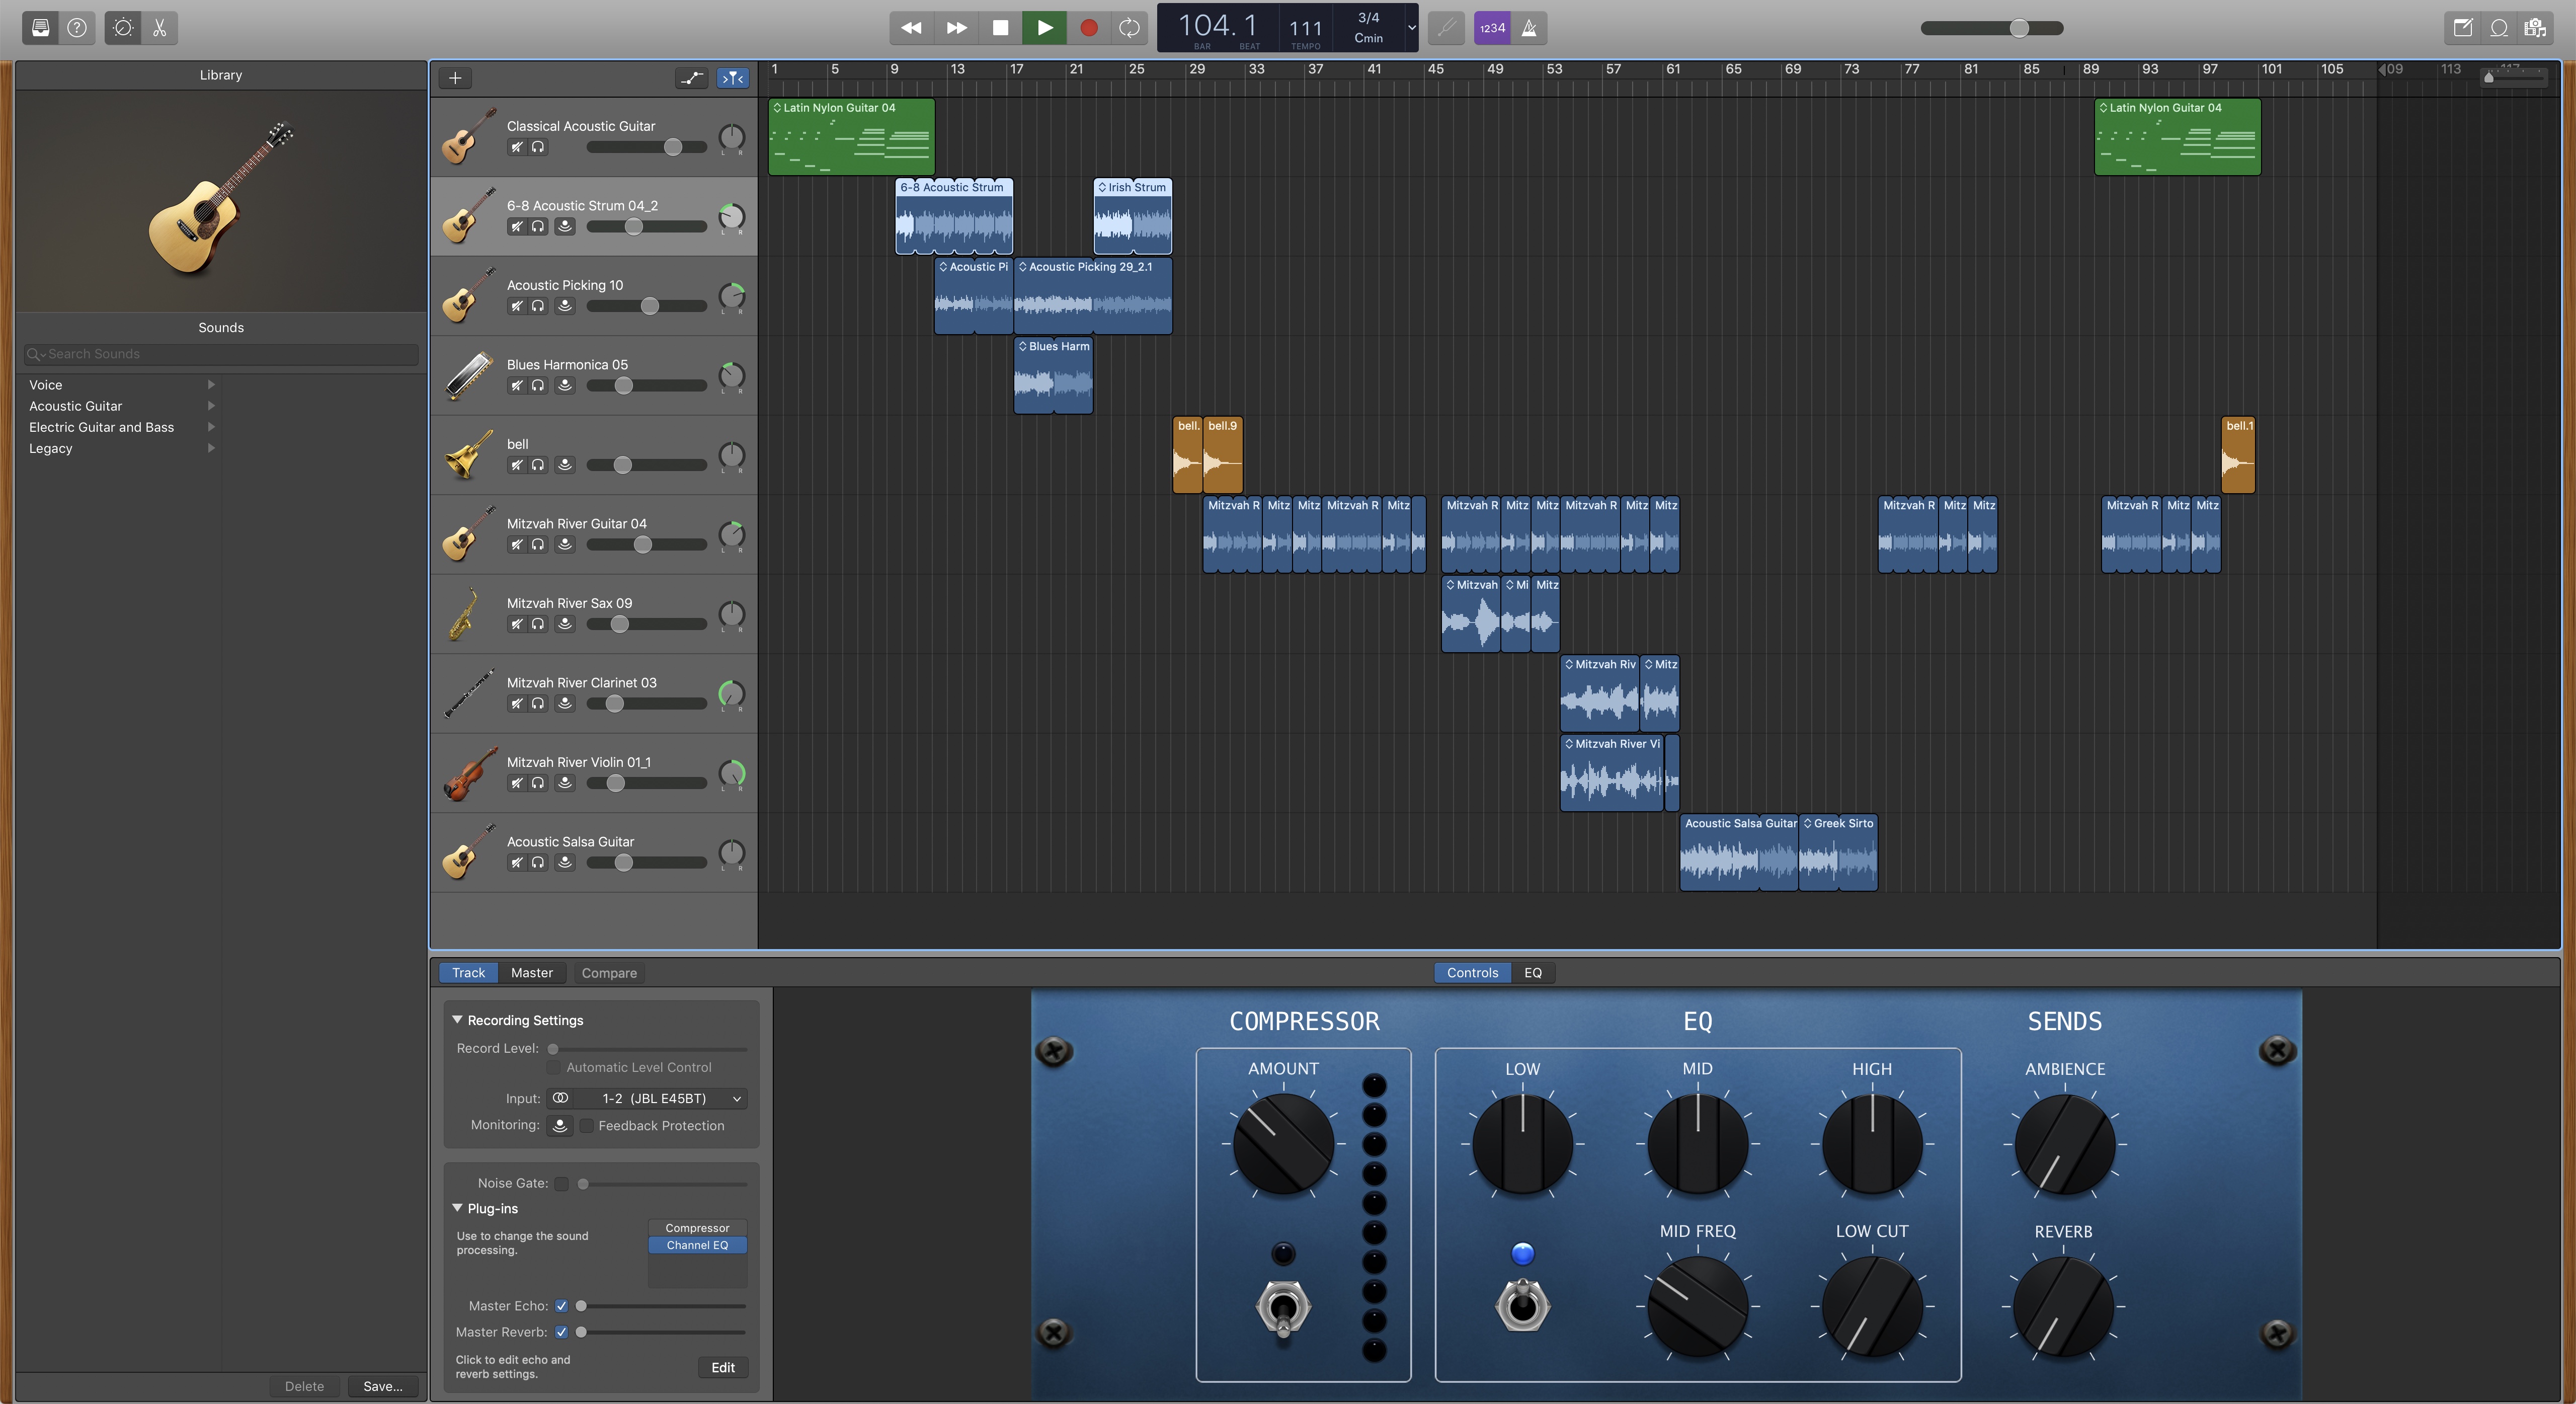 104.1
111
3/4
Cmin
BAR
BEAT
TEMPO
1234
Library
1 5 9 13 17 21 25 29 33 37 41 45 49 53 57 61 65 69 73 77 81 85 89 93 97 101 105 109 113 117
Latin Nylon Guitar 04
Latin Nylon Guitar 04
Classical Acoustic Guitar
L R
6-8 Acoustic Strum
Irish Strum
6-8 Acoustic Strum 04_2
L R
Acoustic Pi
Acoustic Picking 29_2.1
Acoustic Picking 10
L R
Sounds
Search Sounds
Voice
Acoustic Guitar
Electric Guitar and Bass
Legacy
Blues Harm
Blues Harmonica 05
L R
bell.
bell.9
bell.1
bell
L R
Mitzvah R Mitz Mitz Mitzvah R Mitz
Mitzvah R Mitz Mitz Mitzvah R Mitz Mitz
Mitzvah R Mitz Mitz
Mitzvah R Mitz Mitz
Mitzvah River Guitar 04
L R
Mitzvah Mi Mitz
Mitzvah River Sax 09
L R
Mitzvah Riv Mitz
Mitzvah River Clarinet 03
L R
Mitzvah River Vi
Mitzvah River Violin 01_1
L R
Acoustic Salsa Guitar
Greek Sirto
Acoustic Salsa Guitar
L R
Track
Master
Compare
Controls
EQ
Recording Settings
Record Level:
Automatic Level Control
Input:
1-2 (JBL E45BT)
Monitoring:
Feedback Protection
Noise Gate:
Plug-ins
Use to change the sound
processing.
Compressor
Channel EQ
Master Echo:
Master Reverb:
Click to edit echo and
reverb settings.
Edit
Delete
Save...
COMPRESSOR
AMOUNT
EQ
LOW
MID
HIGH
MID FREQ
LOW CUT
SENDS
AMBIENCE
REVERB